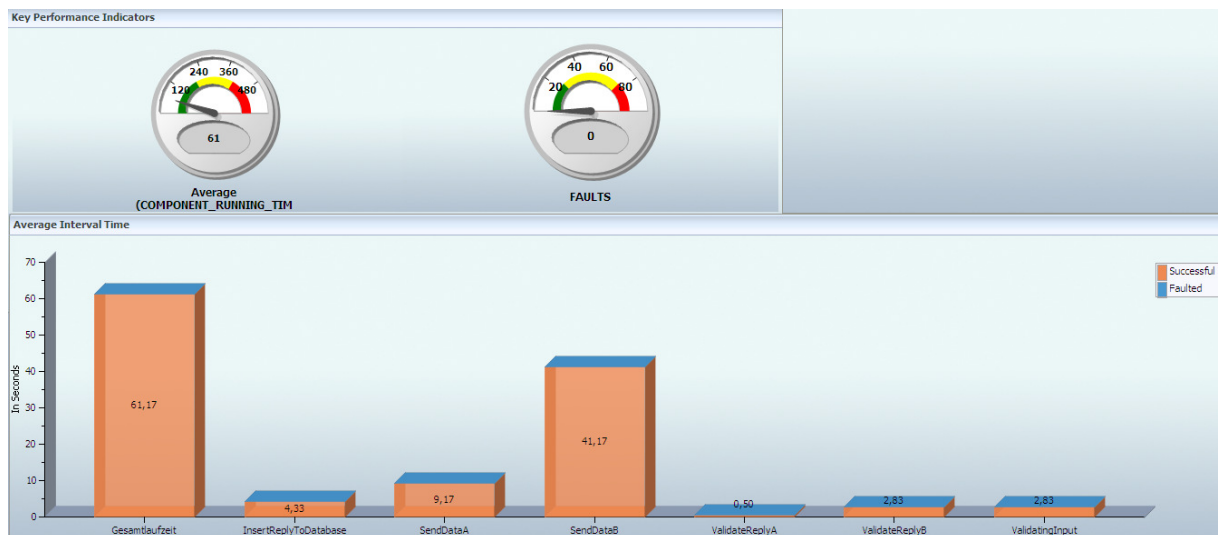 Key Performance Indicators
120 240 360 480
61
Average
(COMPONENT_RUNNING_TIM
20 40 60 80
0
FAULTS
Average Interval Time
Successful
Faulted
In Seconds
70
60
50
40
30
20
10
0
61,17
4,33
9,17
41,17
0,50
2,83
2,83
Gesamtlaufzeit InsertReplyToDatabase SendDataA SendDataB ValidateReplyA ValidateReplyB ValidatingInput